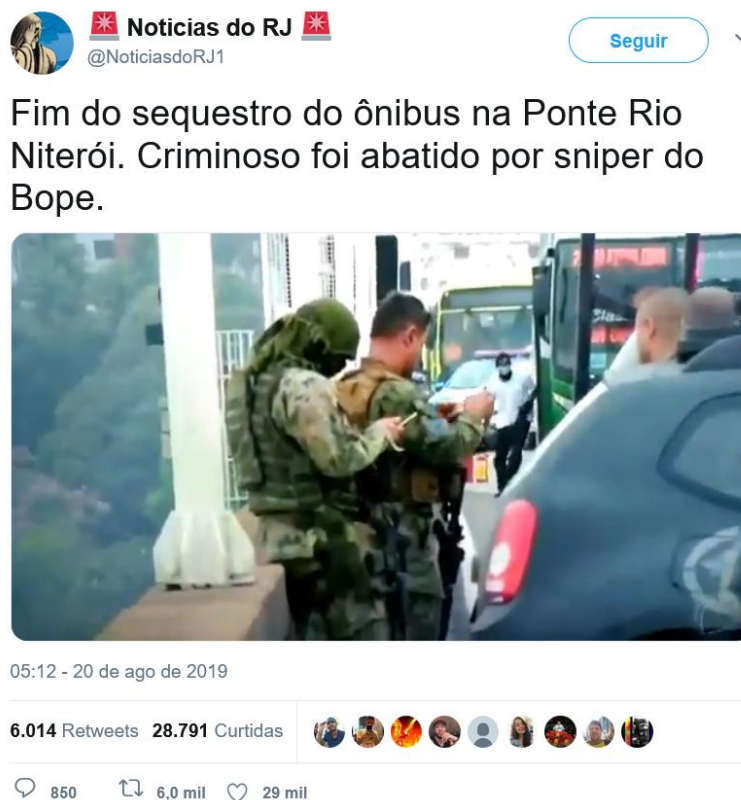 Noticias do RJ
@NoticiasdoRJ1
Seguir
Fim do sequestro do ônibus na Ponte Rio
Niterói. Criminoso foi abatido por sniper do
Bope.
05:12 - 20 de ago de 2019
6.014 Retweets 28.791 Curtidas
850 6,0 mil 29 mil